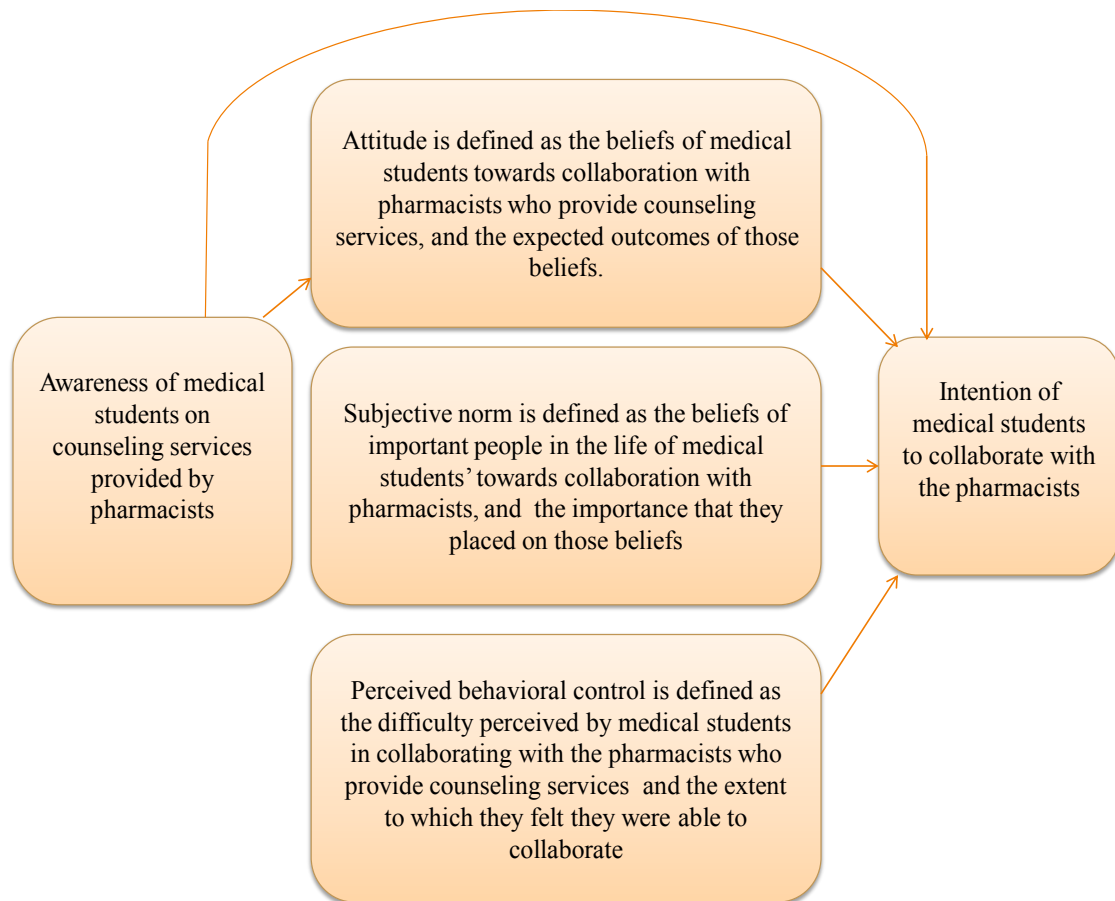 Attitude is defined as the beliefs of medical
students towards collaboration with
pharmacists who provide counseling
services, and the expected outcomes of those
beliefs.
Awareness of medical
students on
counseling services
provided by
pharmacists
Subjective norm is defined as the beliefs of
important people in the life of medical
students’ towards collaboration with
pharmacists, and the importance that they
placed on those beliefs
Intention of
medical students
to collaborate with
the pharmacists
Perceived behavioral control is defined as
the difficulty perceived by medical students
in collaborating with the pharmacists who
provide counseling services and the extent
to which they felt they were able to
collaborate